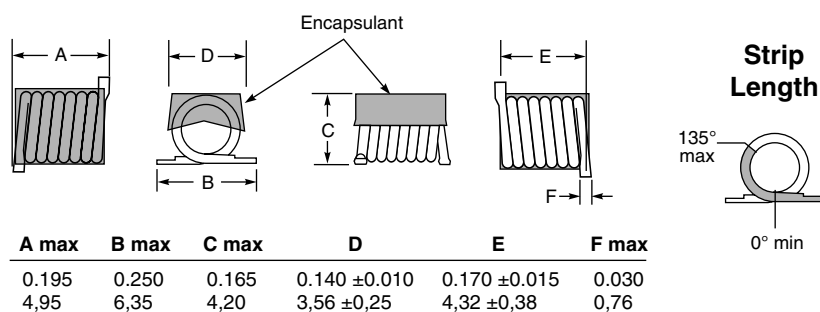 Encapsulant
A
D
E
Strip
Length
C
135°
max
B
F
0° min
A max B max C max D E F max
0.195 0.250 0.165 0.140 ±0.010 0.170 ±0.015 0.030
4,95 6,35 4,20 3,56 ±0,25 4,32 ±0,38 0,76